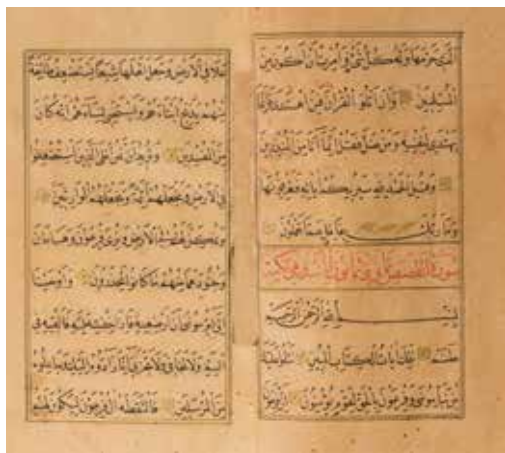 الذي حرمها وله كل شيء وأمرت أن أكون من
المسلمين وأن أتلو القرآن فمن اهتدى فإنما
يهتدي لنفسه ومن ضل فقل إنما أنا من المنذرين
وقل الحمد لله سيريكم آياته فتعرفونها
وما ربك بغافل عما تعملون
سورة القصص وثمانون آية وهي مكية
بسم الله الرحمن الرحيم
طسم تلك آيات الكتاب المبين نتلو عليك
من نبإ موسى وفرعون بالحق لقوم يؤمنون إن فرعون
علا في الأرض وجعل أهلها شيعا يستضعف طائفة
منهم يذبح أبناءهم ويستحيي نساءهم إنه كان
من المفسدين ونريد أن نمن على الذين استضعفوا
في الأرض ونجعلهم أئمة ونجعلهم الوارثين
ونمكن لهم في الأرض ونري فرعون وهامان
وجنودهما منهم ما كانوا يحذرون وأوحينا
إلى أم موسى أن أرضعيه فإذا خفت عليه فألقيه في
اليم ولا تخافي ولا تحزني إنا رادوه إليك وجاعلوه
من المرسلين فالتقطه آل فرعون ليكون لهم